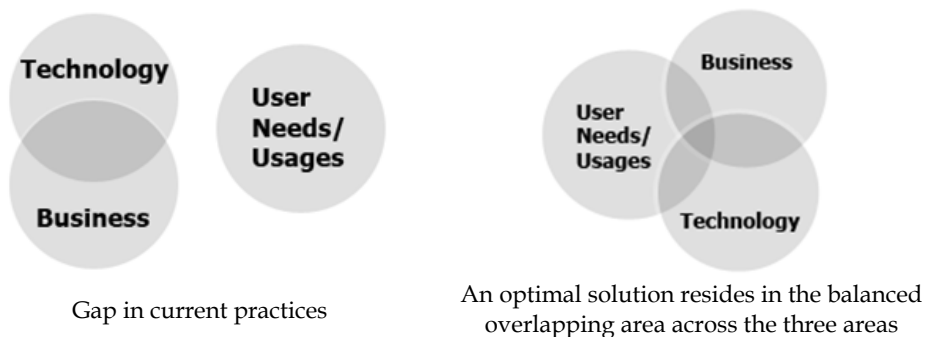 Technology
Business
User
Needs/
Usages
Gap in current practices
Business
User
Needs/
Usages
Technology
An optimal solution resides in the balanced
overlapping area across the three areas